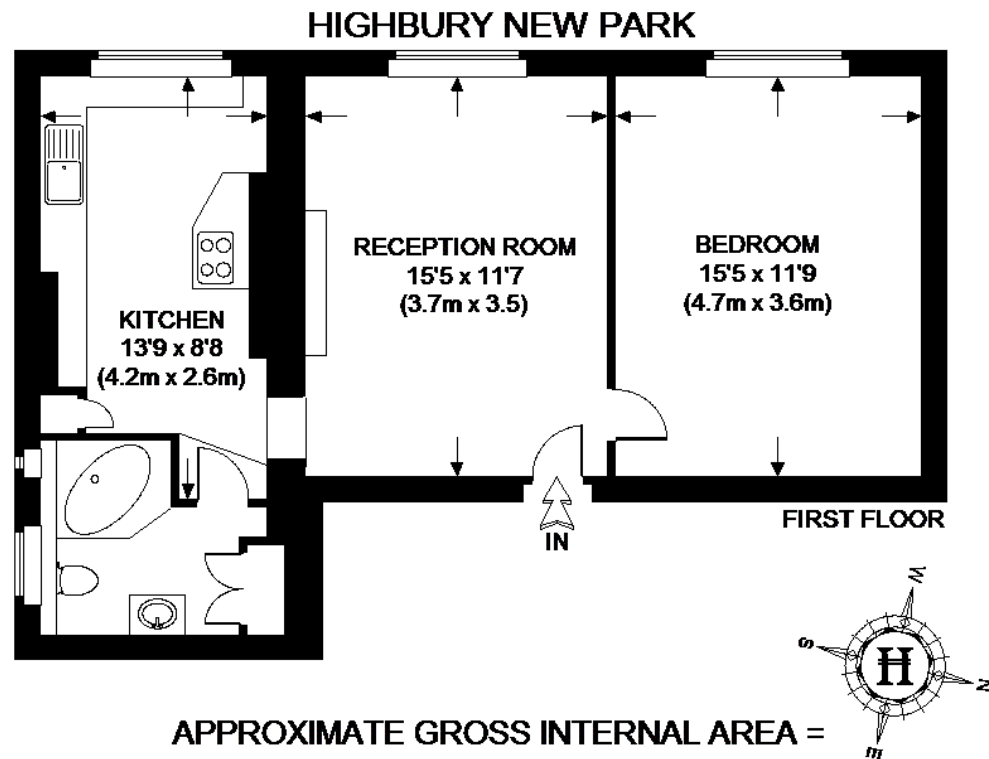 HIGHBURY NEW PARK
KITCHEN
13'9 x 8'8
(4.2m x 2.6m)
RECEPTION ROOM
15'5 x 11'7
(3.7m x 3.5)
BEDROOM
15'5 x 11'9
(4.7m x 3.6m)
IN
FIRST FLOOR
W
S
H
N
E
APPROXIMATE GROSS INTERNAL AREA =